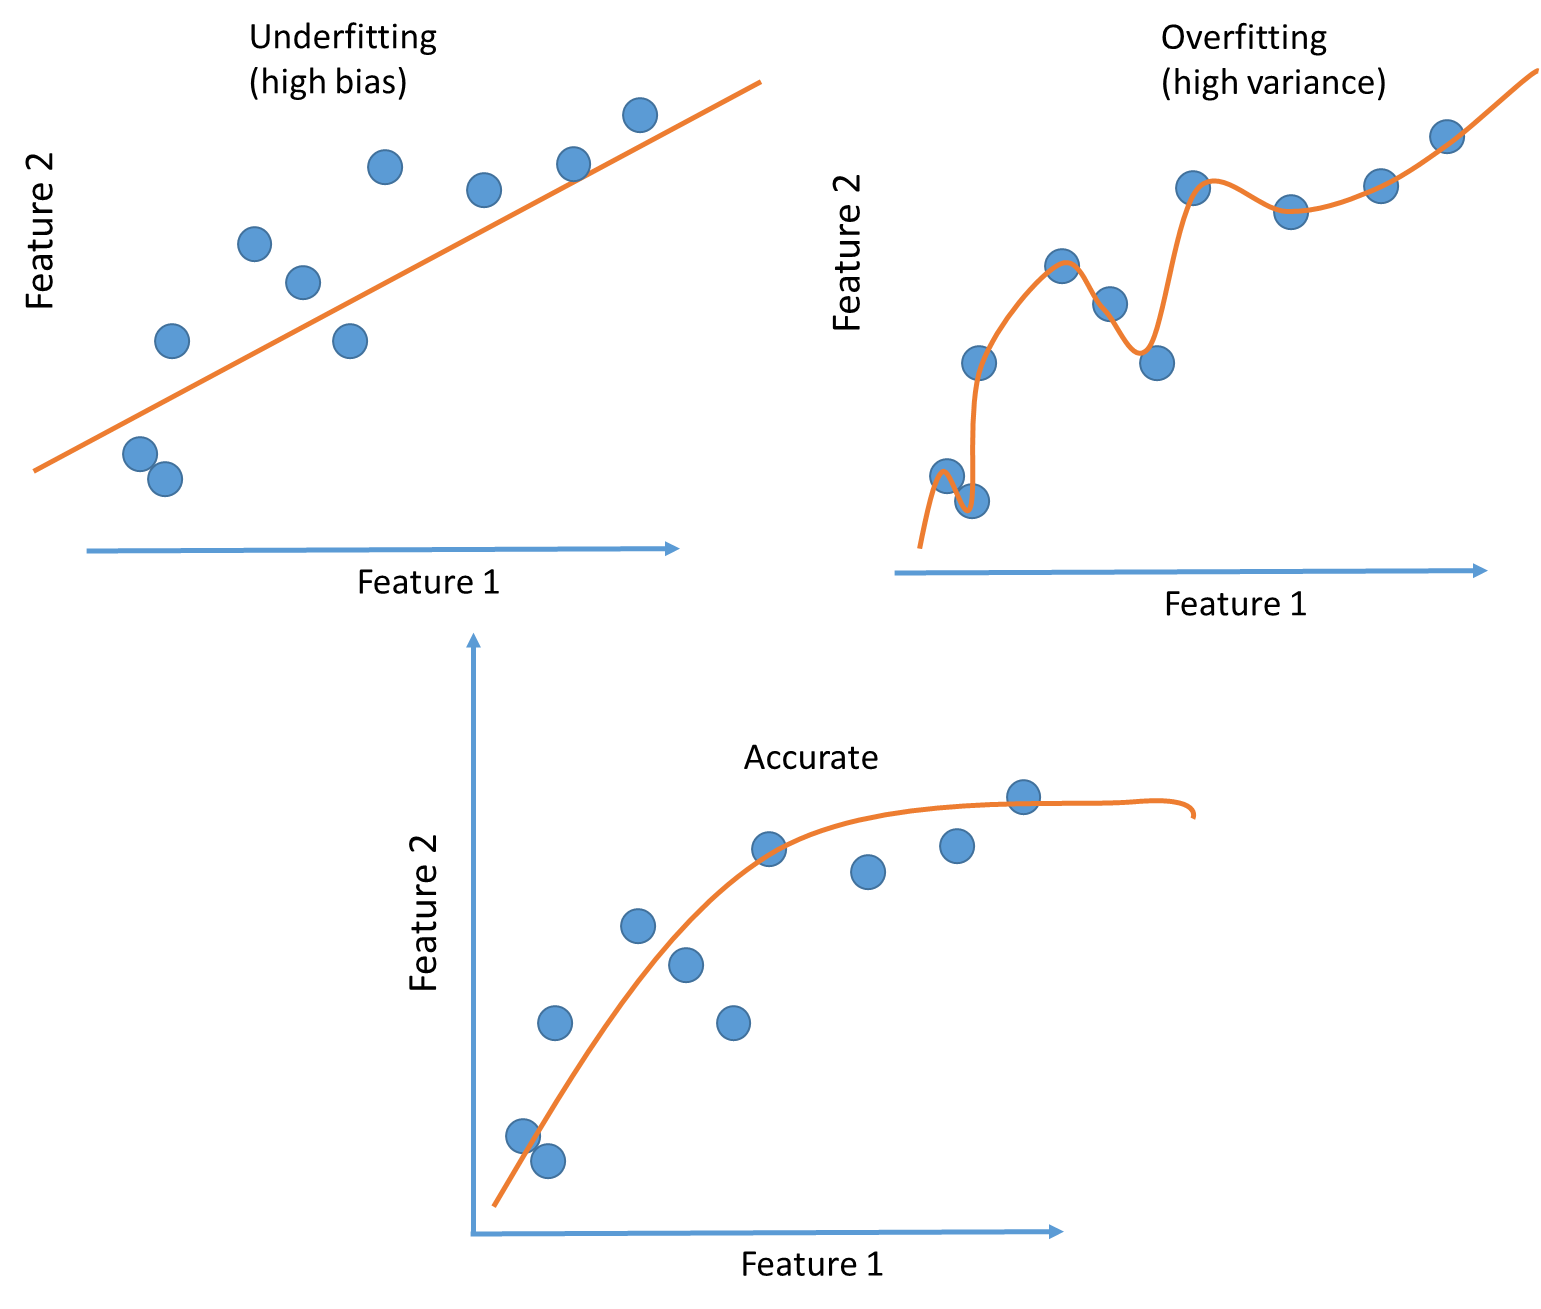 Underfitting
(high bias)
Feature 2
Feature 1
Overfitting
(high variance)
Feature 2
Feature 1
Accurate
Feature 2
Feature 1